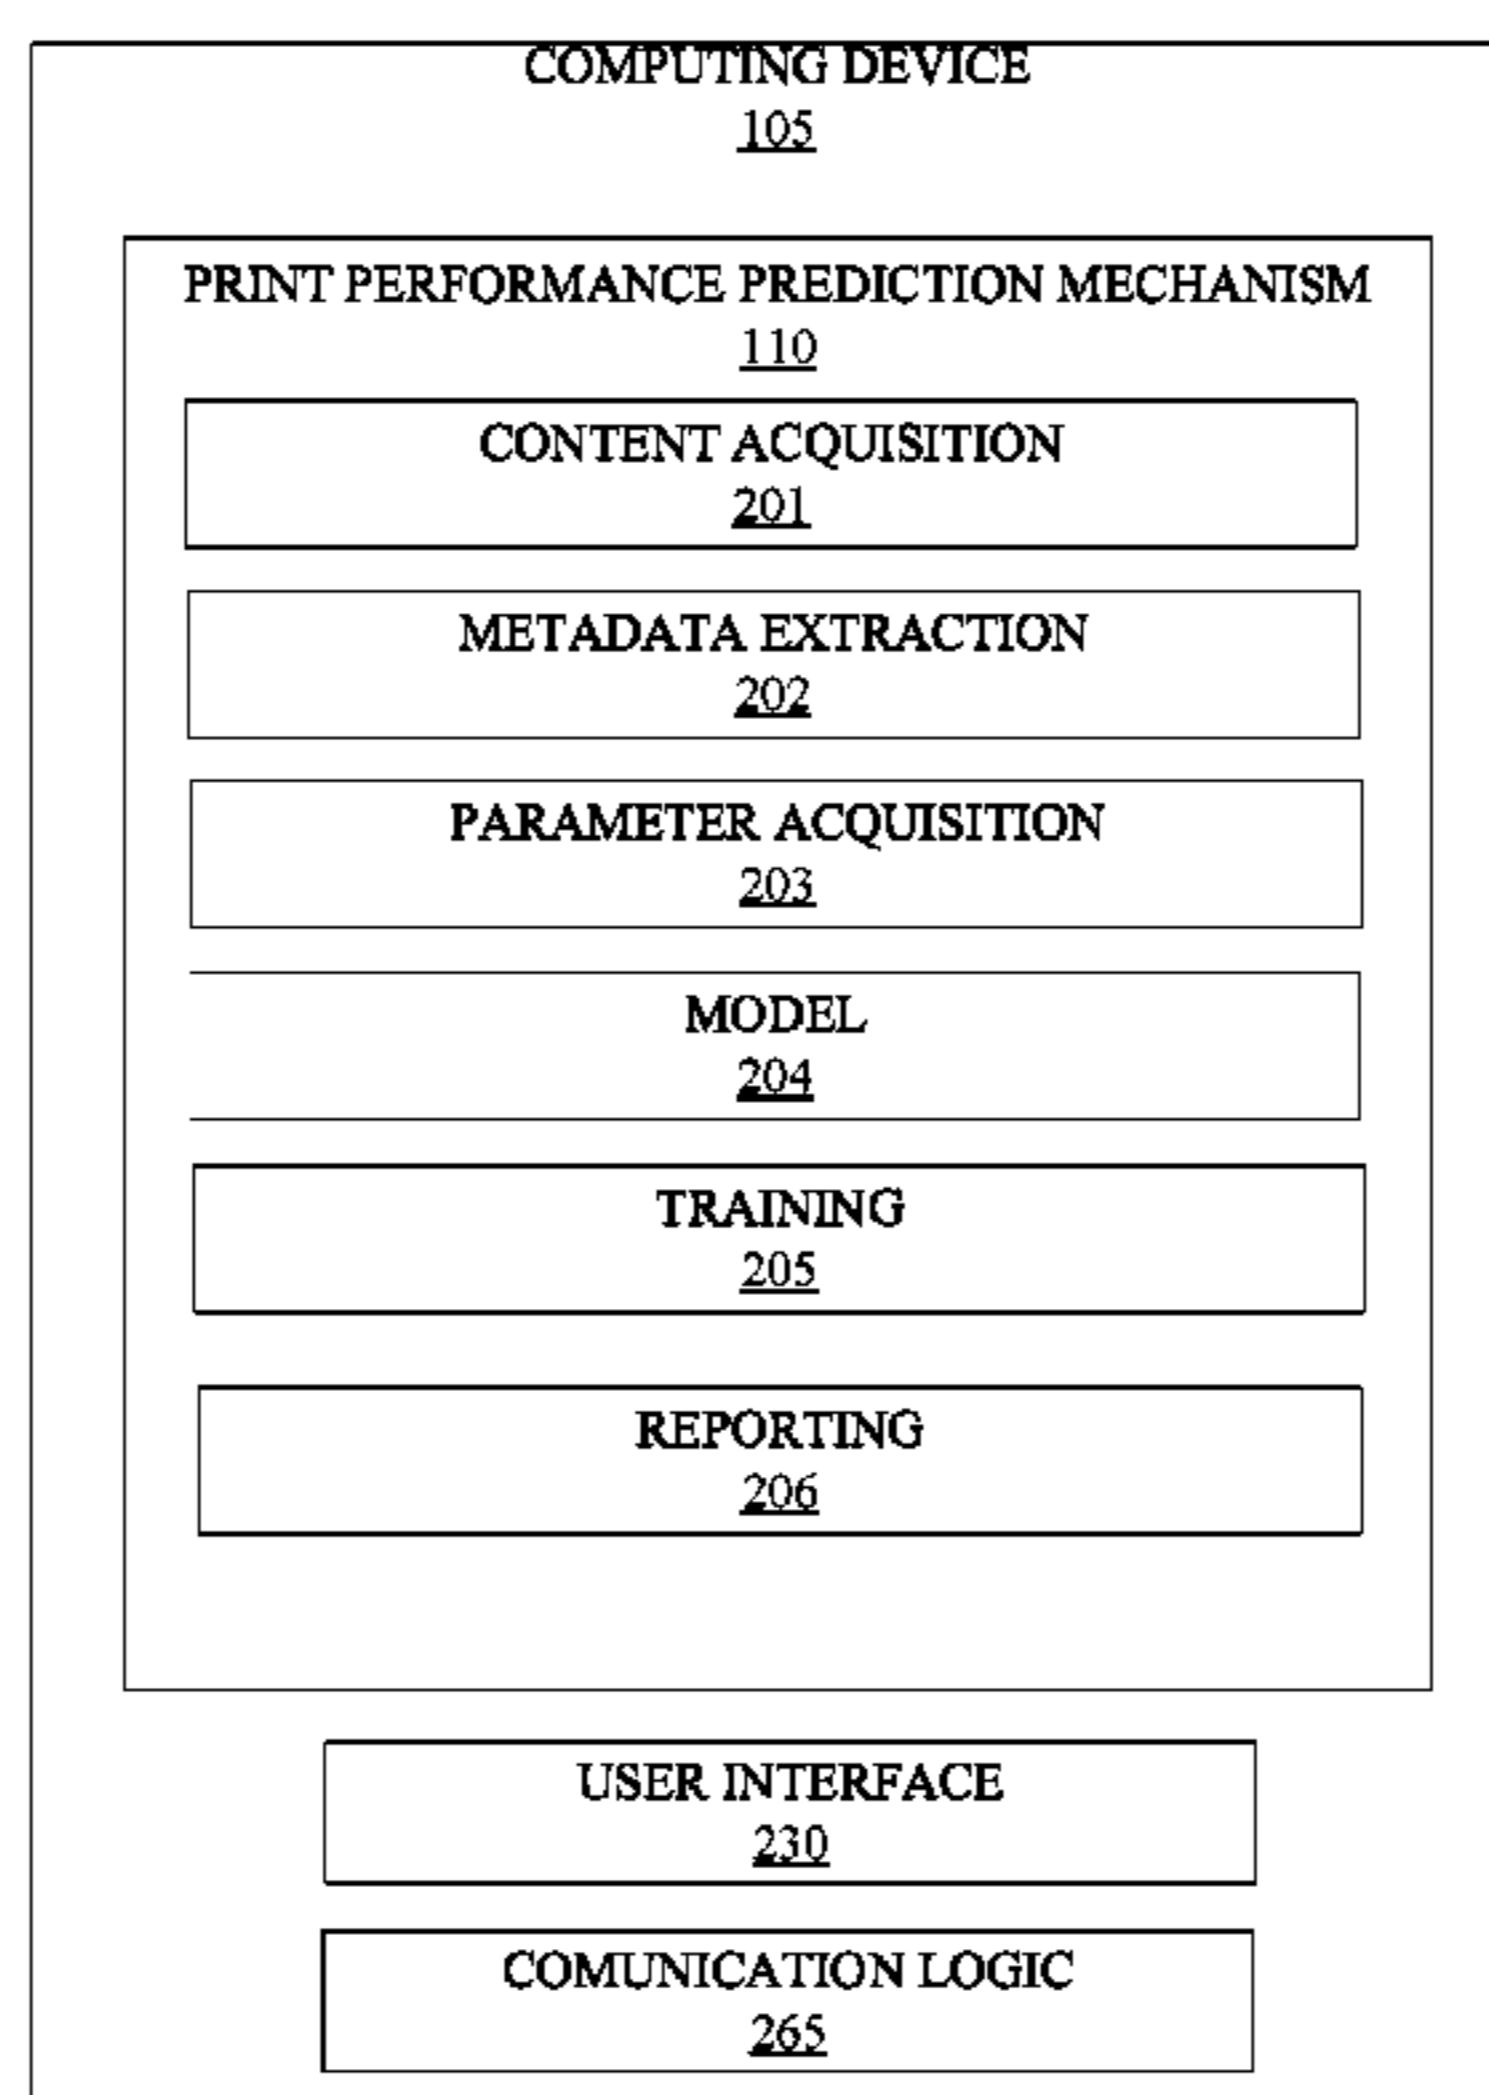 COMPUTING DEVICE
105
PRINT PERFORMANCE PREDICTION MECHANISM
110
CONTENT ACQUISITION
201
METADATA EXTRACTION
202
PARAMETER ACQUISITION
203
MODEL
204
TRAINING
205
REPORTING
206
USER INTERFACE
230
COMUNICATION LOGIC
265